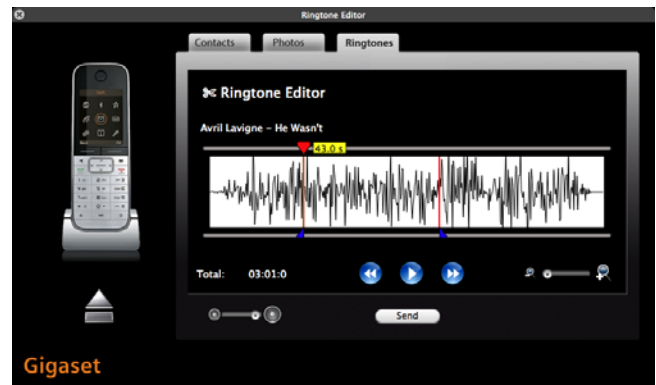 Ringtone Editor
Contacts
Photos
Ringtones
Ringtone Editor
Avril Lavigne – He Wasn't
43.0 s
Total: 03:01:0
Send
Gigaset